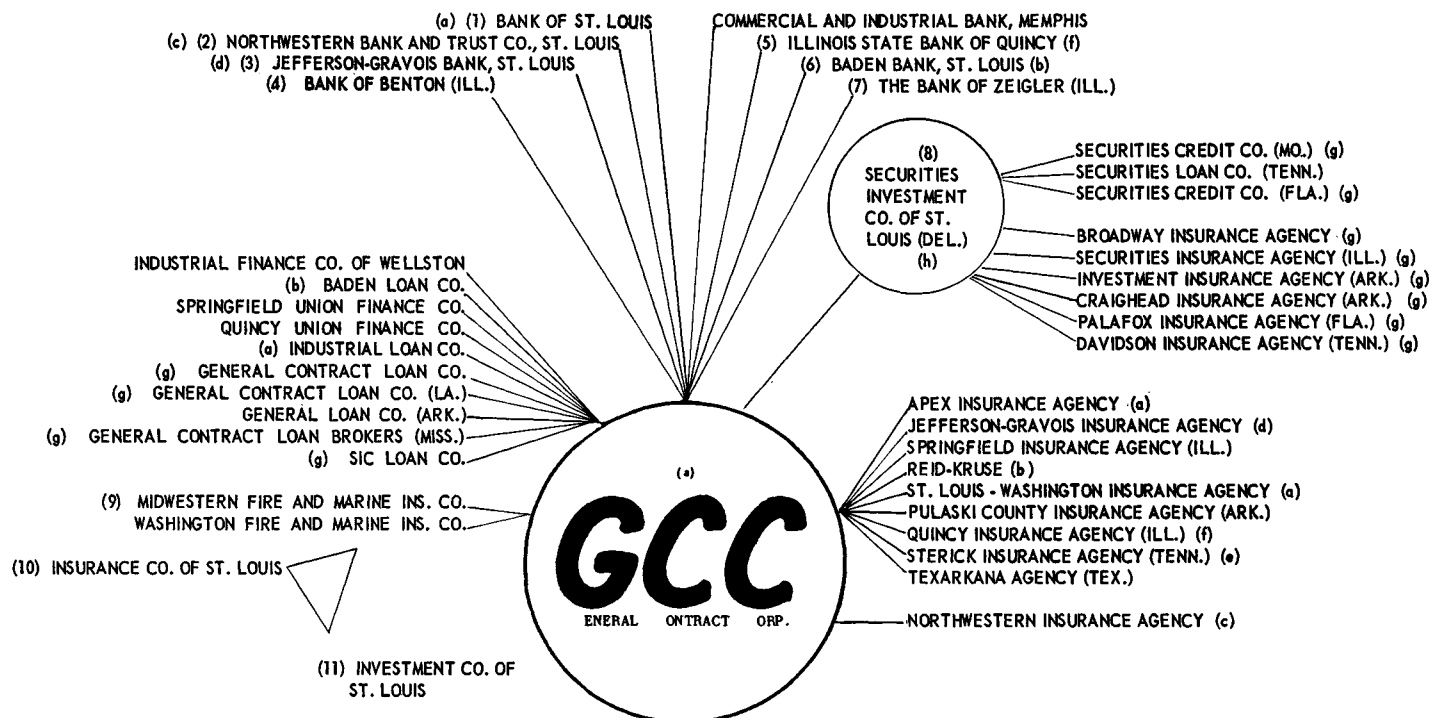 (a) (1) BANK OF ST. LOUIS
(c) (2) NORTHWESTERN BANK AND TRUST CO., ST. LOUIS
(d) (3) JEFFERSON-GRAVOIS BANK, ST. LOUIS
(4) BANK OF BENTON (ILL.)
COMMERCIAL AND INDUSTRIAL BANK, MEMPHIS
(5) ILLINOIS STATE BANK OF QUINCY (f)
(6) BADEN BANK, ST. LOUIS (b)
(7) THE BANK OF ZEIGLER (ILL.)
(8)
SECURITIES
INVESTMENT
CO. OF ST.
LOUIS (DEL.)
(h)
SECURITIES CREDIT CO. (MO.) (g)
SECURITIES LOAN CO. (TENN.)
SECURITIES CREDIT CO. (FLA.) (g)
BROADWAY INSURANCE AGENCY (g)
SECURITIES INSURANCE AGENCY (ILL.) (g)
INVESTMENT INSURANCE AGENCY (ARK.) (g)
CRAIGHEAD INSURANCE AGENCY (ARK.) (g)
PALAFOX INSURANCE AGENCY (FLA.) (g)
DAVIDSON INSURANCE AGENCY (TENN.) (g)
INDUSTRIAL FINANCE CO. OF WELLSTON
(b) BADEN LOAN CO.
SPRINGFIELD UNION FINANCE CO.
QUINCY UNION FINANCE CO.
(a) INDUSTRIAL LOAN CO.
(g) GENERAL CONTRACT LOAN CO.
(g) GENERAL CONTRACT LOAN CO. (LA.)
GENERAL LOAN CO. (ARK.)
(g) GENERAL CONTRACT LOAN BROKERS (MISS.)
(g) SIC LOAN CO.
(9) MIDWESTERN FIRE AND MARINE INS. CO.
WASHINGTON FIRE AND MARINE INS. CO.
(10) INSURANCE CO. OF ST. LOUIS
(11) INVESTMENT CO. OF
ST. LOUIS
(a)
GCC
ENERAL ONTRACT ORP.
APEX INSURANCE AGENCY (a)
JEFFERSON-GRAVOIS INSURANCE AGENCY (d)
SPRINGFIELD INSURANCE AGENCY (ILL.)
REID-KRUSE (b)
ST. LOUIS - WASHINGTON INSURANCE AGENCY (a)
PULASKI COUNTY INSURANCE AGENCY (ARK.)
QUINCY INSURANCE AGENCY (ILL.) (f)
STERICK INSURANCE AGENCY (TENN.) (e)
TEXARKANA AGENCY (TEX.)
NORTHWESTERN INSURANCE AGENCY (c)